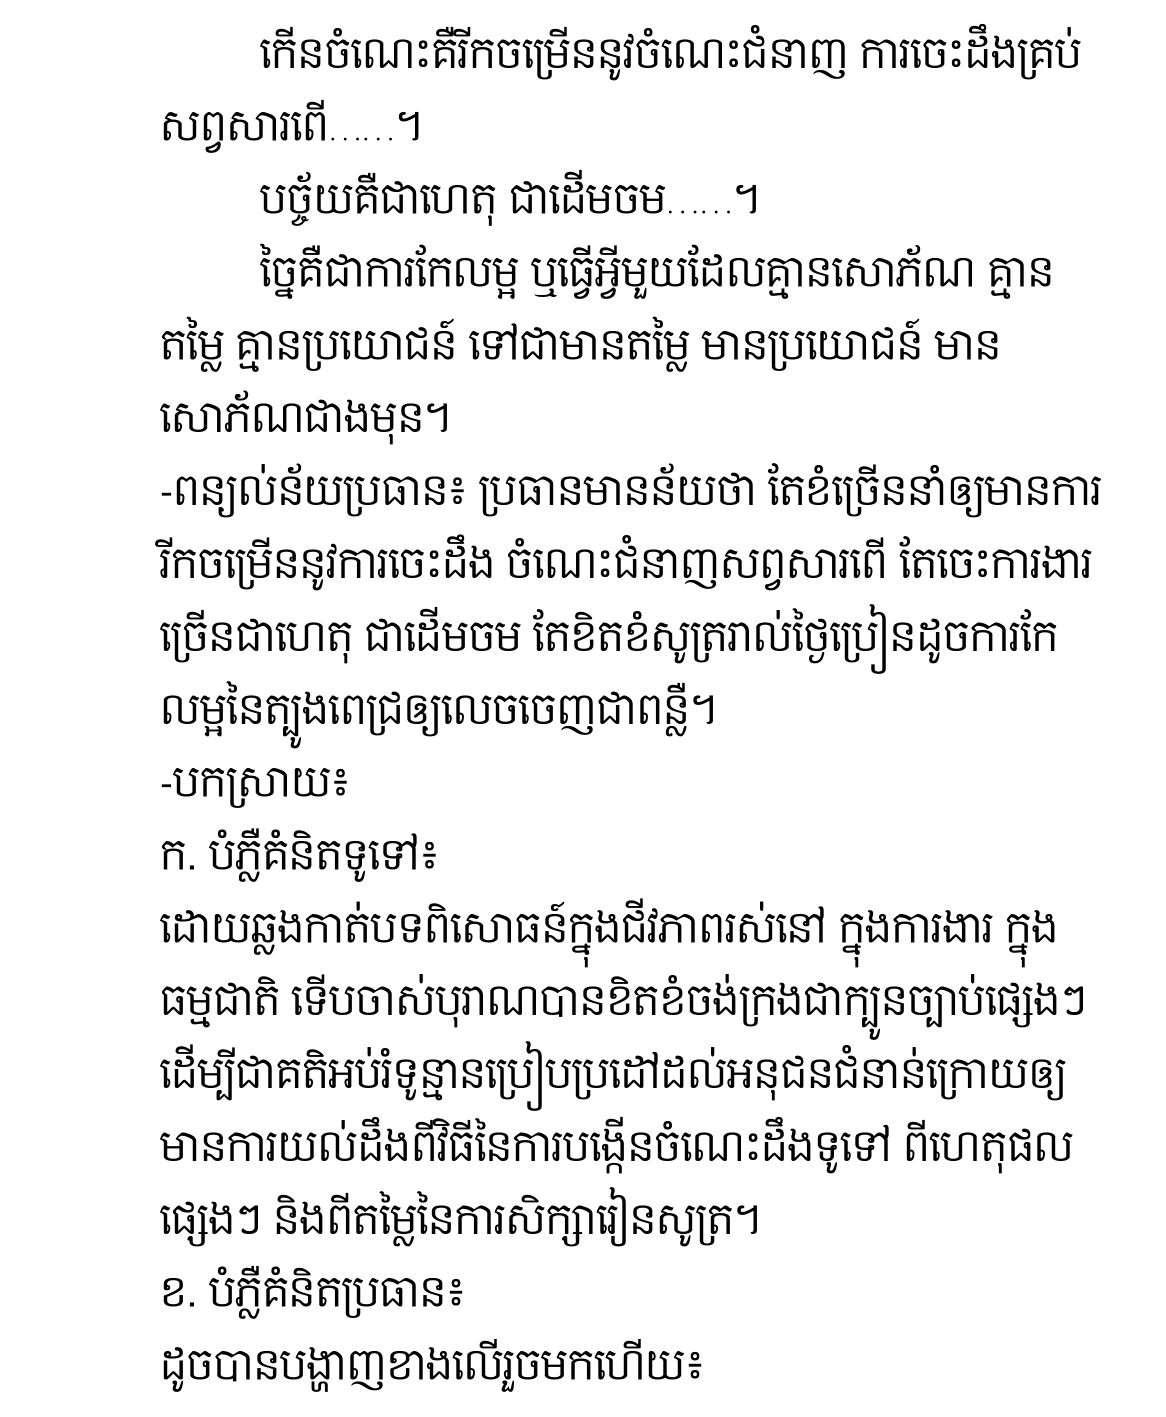 កើនចំណេះគឺរីកចម្រើននូវចំណេះជំនាញ ការចេះដឹងគ្រប់
សព្វសារពើ……។
បច្ច័យគឺជាហេតុ ជាដើមចម……។
ច្នៃគឺជាការកែលម្អ ឬធ្វើអ្វីមួយដែលគ្មានសោភ័ណ គ្មាន
តម្លៃ គ្មានប្រយោជន៍ ទៅជាមានតម្លៃ មានប្រយោជន៍ មាន
សោភ័ណជាងមុន។
-ពន្យល់ន័យប្រធាន៖ ប្រធានមានន័យថា តែខំច្រើននាំឲ្យមានការ
រីកចម្រើននូវការចេះដឹង ចំណេះជំនាញសព្វសារពើ តែចេះការងារ
ច្រើនជាហេតុ ជាដើមចម តែខិតខំសូត្ររាល់ថ្ងៃប្រៀនដូចការកែ
លម្អនៃត្បូងពេជ្រឲ្យលេចចេញជាពន្លឺ។
-បកស្រាយ៖
ក. បំភ្លឺគំនិតទូទៅ៖
ដោយឆ្លងកាត់បទពិសោធន៍ក្នុងជីវភាពរស់នៅ ក្នុងការងារ ក្នុង
ធម្មជាតិ ទើបចាស់បុរាណបានខិតខំចង់ក្រងជាក្បួនច្បាប់ផ្សេងៗ
ដើម្បីជាគតិអប់រំទូន្មានប្រៀបប្រដៅដល់អនុជនជំនាន់ក្រោយឲ្យ
មានការយល់ដឹងពីវិធីនៃការបង្កើនចំណេះដឹងទូទៅ ពីហេតុផល
ផ្សេងៗ និងពីតម្លៃនៃការសិក្សារៀនសូត្រ។
ខ. បំភ្លឺគំនិតប្រធាន៖
ដូចបានបង្ហាញខាងលើរួចមកហើយ៖